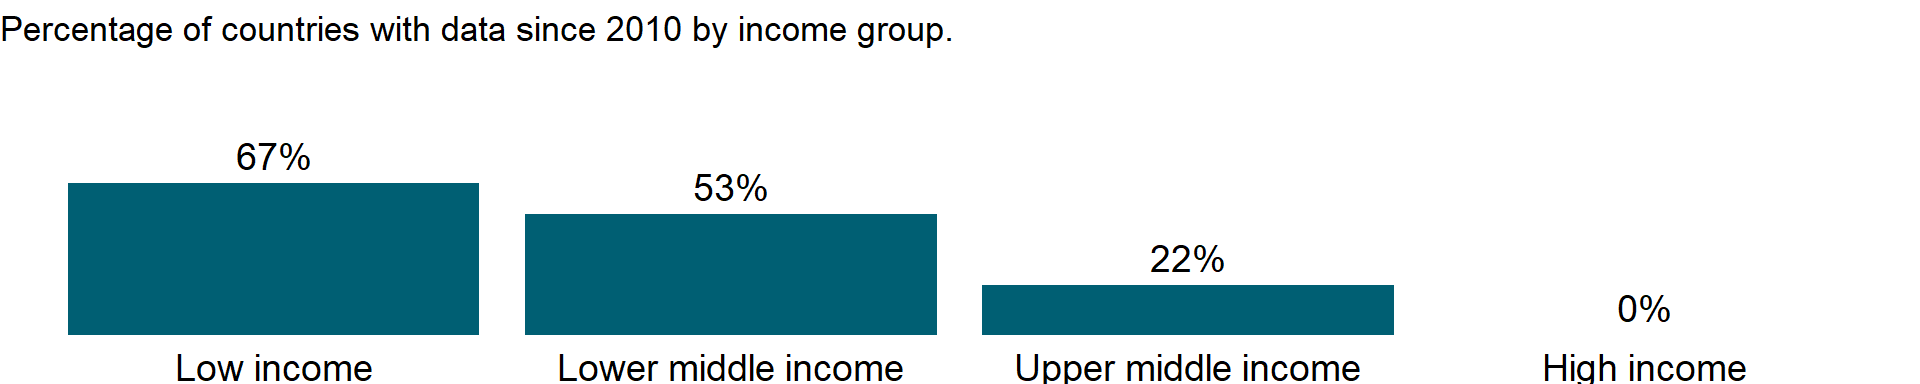 Percentage of countries with data since 2010 by income group.
67%
53%
22%
0%
Low income
Lower middle income
Upper middle income
High income